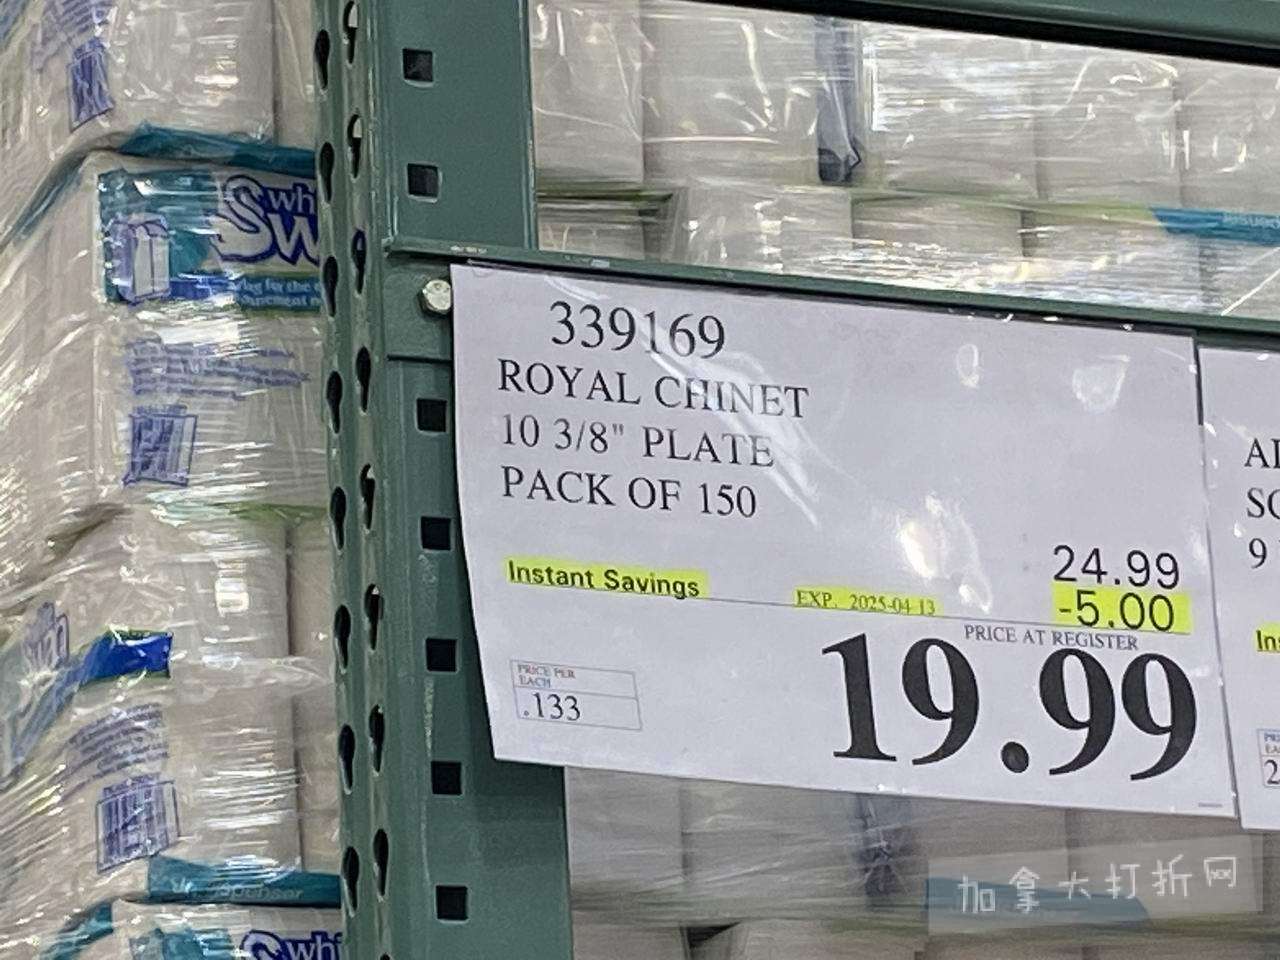 339169
ROYAL CHINET
10 3/8" PLATE
PACK OF 150
24.99
Instant Savings
EXP. 2025-04-13
-5.00
PRICE AT REGISTER
19.99
PRICE PER
EACH
.133
加拿大打折网